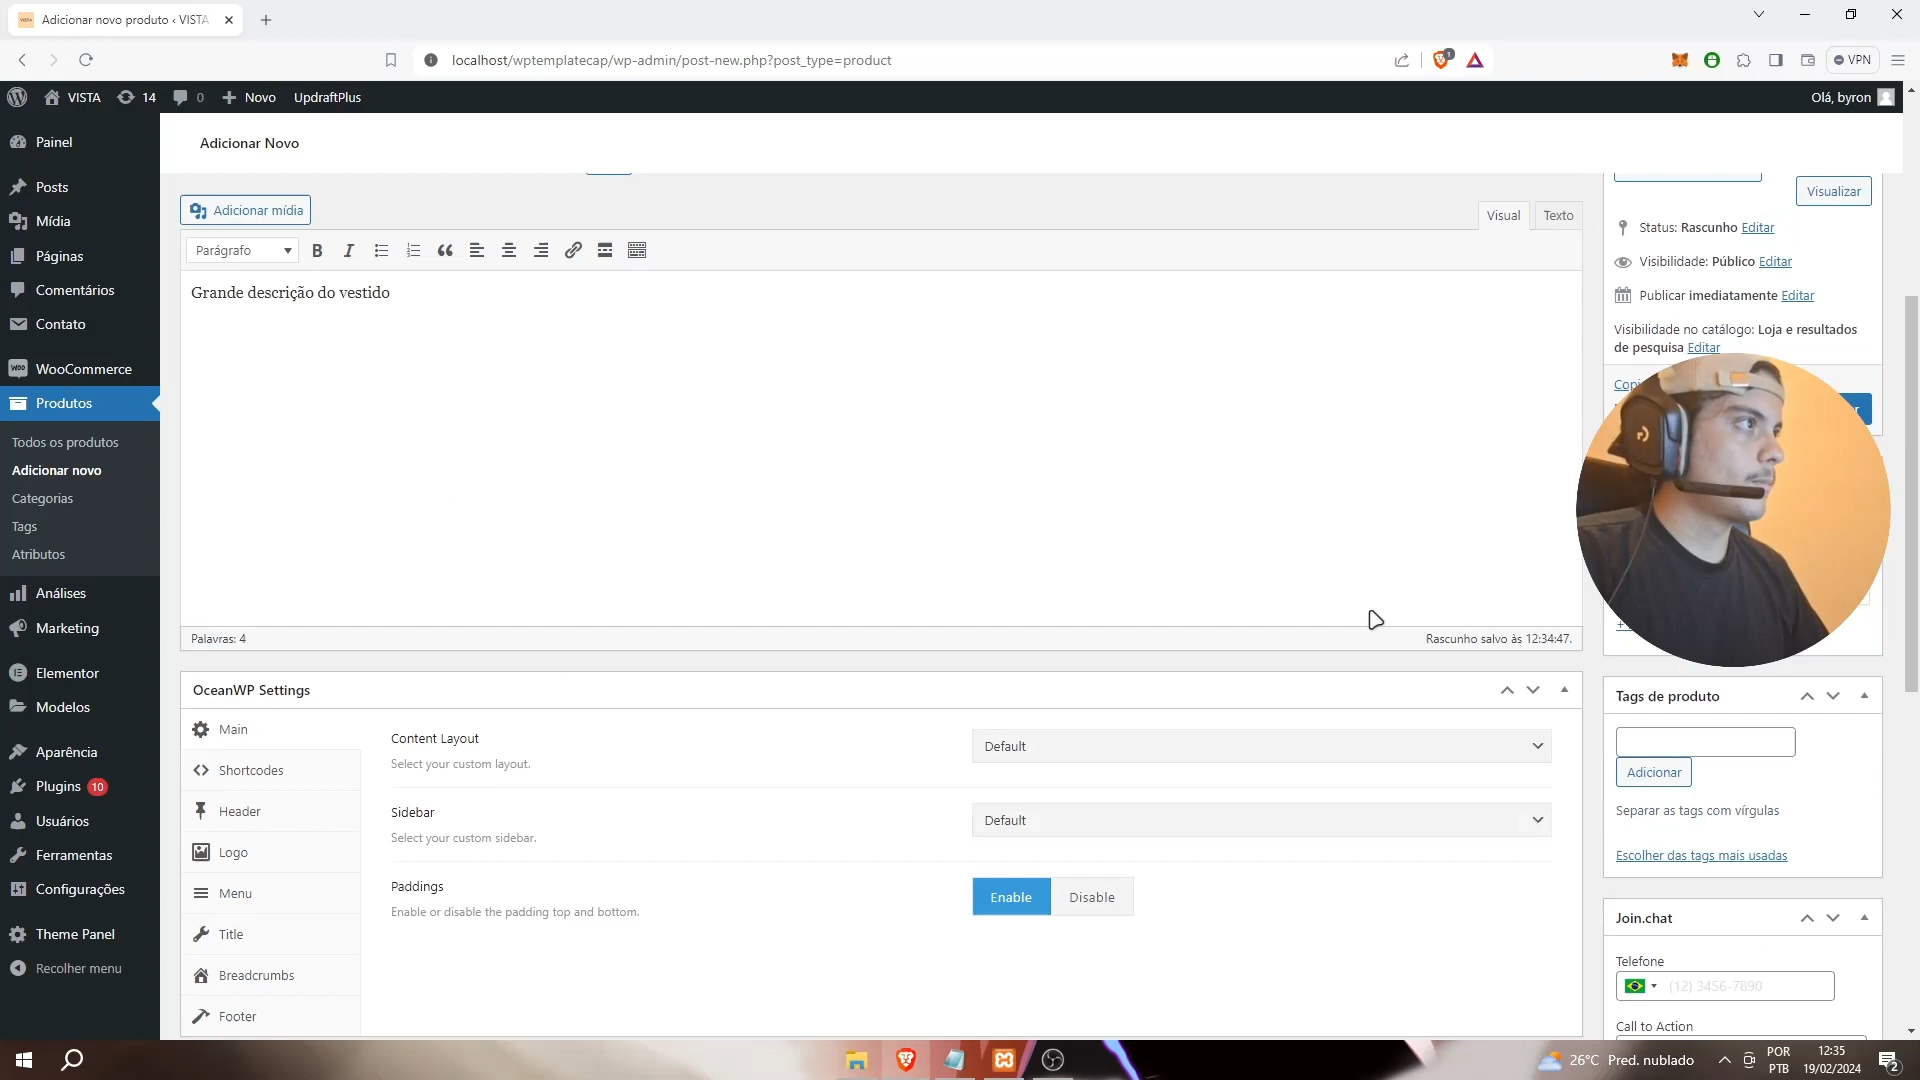 Adicionar novo produto ‹ VISTA
localhost/wptemplatecap/wp-admin/post-new.php?post_type=product
1
VPN
VISTA
14
0
Novo
UpdraftPlus
Olá, byron
Painel
Posts
Mídia
Páginas
Comentários
Contato
WooCommerce
Produtos
Todos os produtos
Adicionar novo
Categorias
Tags
Atributos
Análises
Marketing
Elementor
Modelos
Aparência
Plugins 10
Usuários
Ferramentas
Configurações
Theme Panel
Recolher menu
Adicionar Novo
Adicionar mídia
Visual
Texto
Parágrafo
Grande descrição do vestido
Palavras: 4
Rascunho salvo às 12:34:47.
OceanWP Settings
Main
Shortcodes
Header
Logo
Menu
Title
Breadcrumbs
Footer
Content Layout
Select your custom layout.
Default
Sidebar
Select your custom sidebar.
Default
Paddings
Enable or disable the padding top and bottom.
Enable
Disable
Visualizar
Status: Rascunho Editar
Visibilidade: Público Editar
Publicar imediatamente Editar
Visibilidade no catálogo: Loja e resultados
de pesquisa Editar
Tags de produto
Adicionar
Separar as tags com vírgulas
Escolher das tags mais usadas
Join.chat
Telefone
(12) 3456-7890
Call to Action
26°C Pred. nublado
POR
PTB
12:35
19/02/2024
2